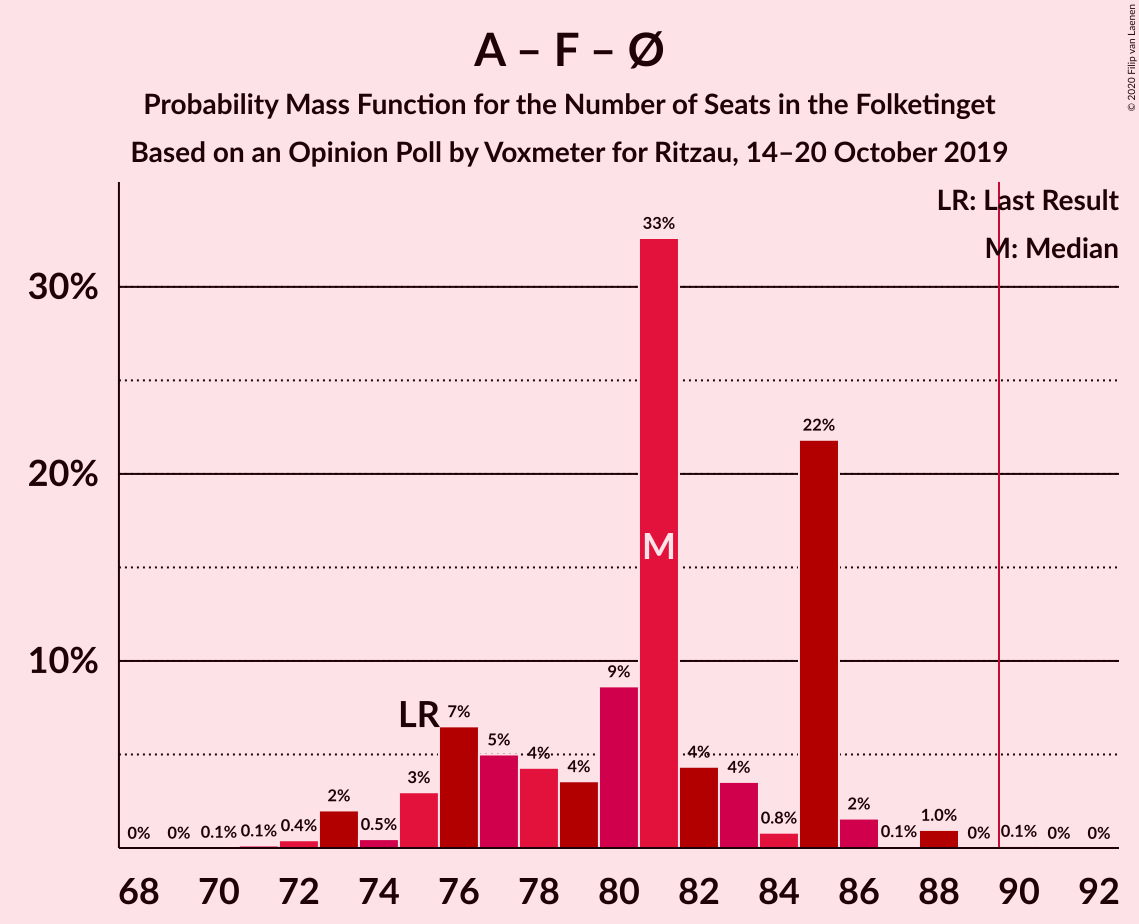 © 2020 Filip van Laenen
A – F – Ø
Probability Mass Function for the Number of Seats in the Folketinget
Based on an Opinion Poll by Voxmeter for Ritzau, 14–20 October 2019
LR: Last Result
M: Median
30%
20%
10%
0% 0% 0.1% 0.1% 0.4% 2% 0.5% 3% 7% 5% 4% 4% 9% 33% 4% 4% 0.8% 22% 2% 0.1% 1.0% 0% 0.1% 0% 0%
LR
M
68 70 72 74 76 78 80 82 84 86 88 90 92